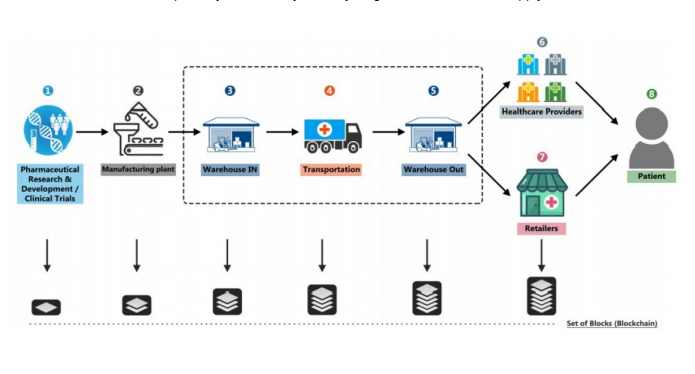 6
1
2
3
4
5
8
Healthcare Providers
7
Pharmaceutical
Research &
Development /
Clinical Trials
Manufacturing plant
Warehouse IN
Transportation
Warehouse Out
Patient
Retailers
Set of Blocks (Blockchain)